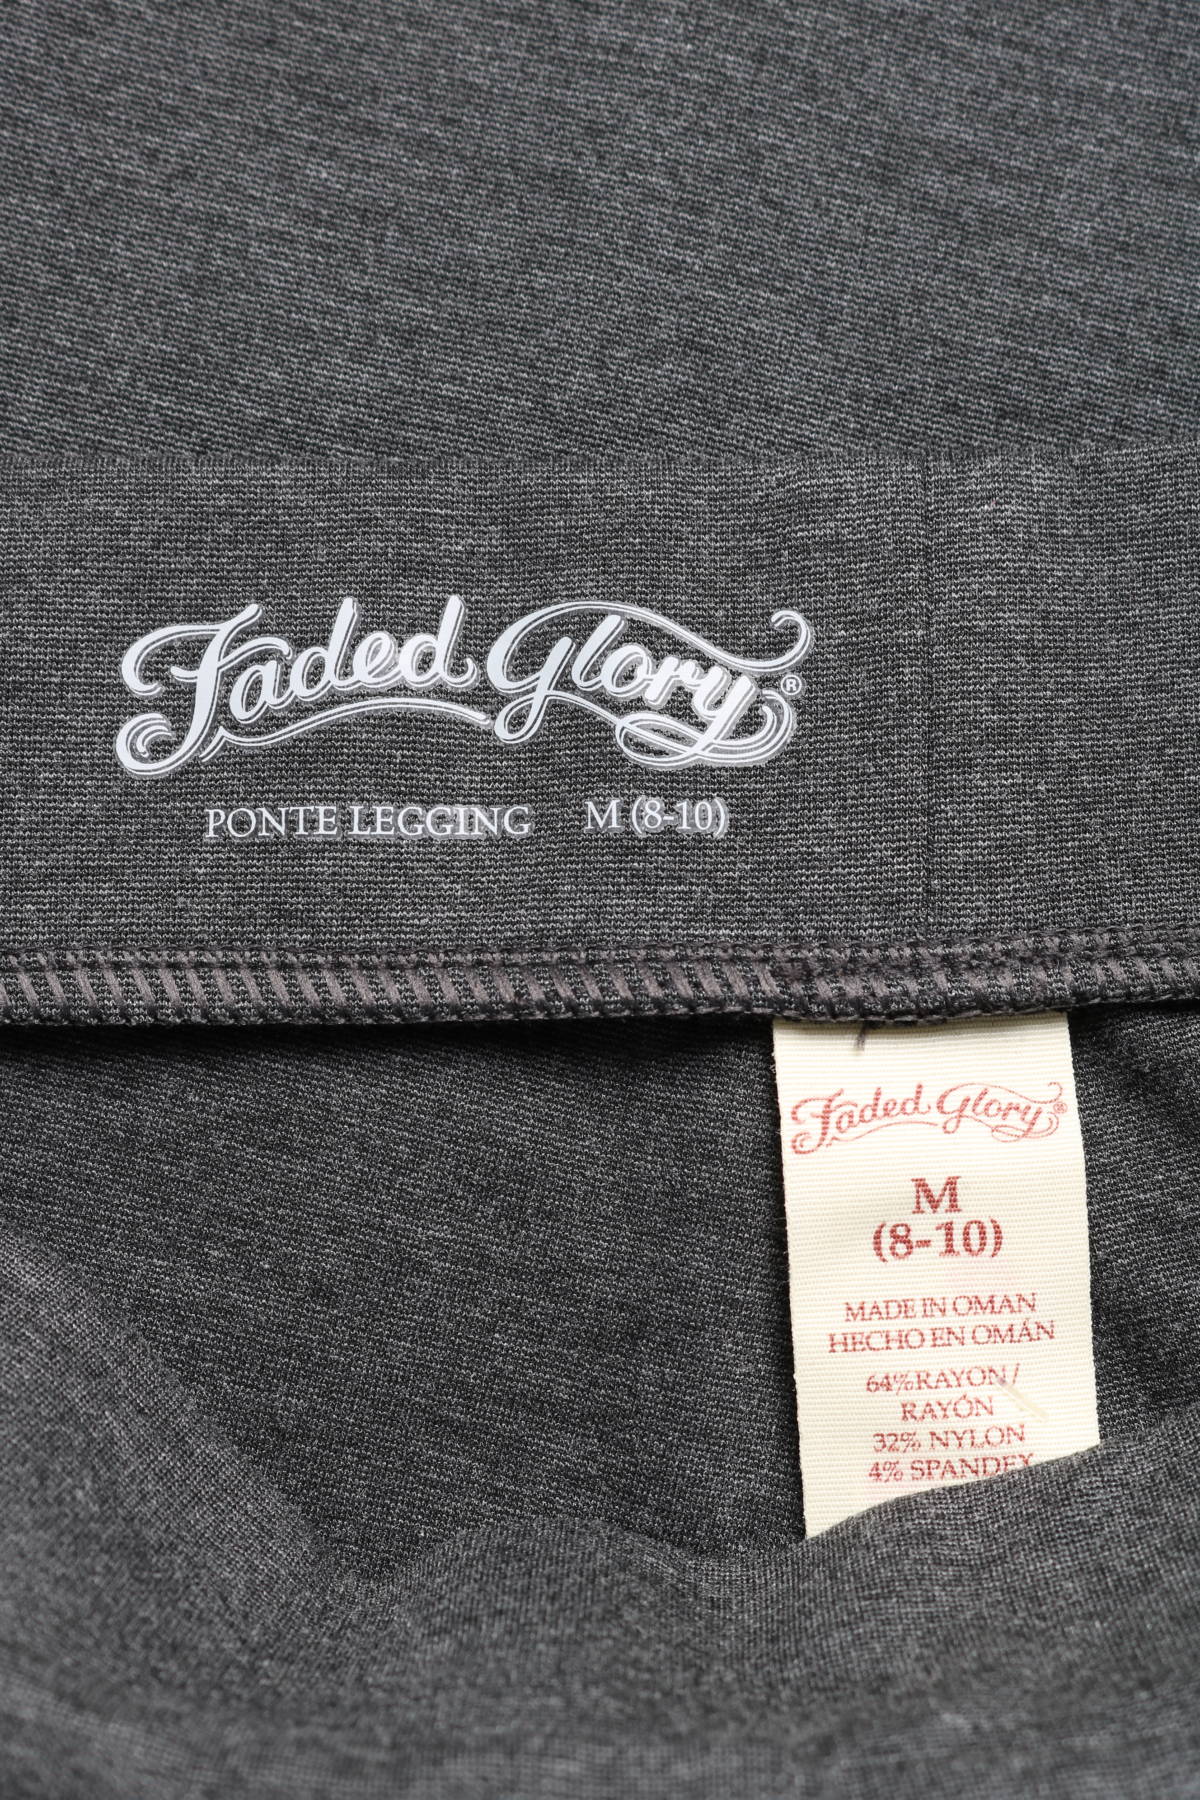 Faded Glory®
PONTE LEGGING M (8-10)
Faded Glory®
M
(8-10)
MADE IN OMAN
HECHO EN OMÁN
64%RAYON/
RAYÓN
32% NYLON
4% SPANDEX